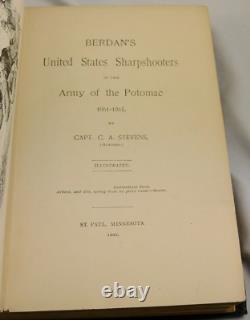 BERDAN'S
United States Sharpshooters
IN THE
Army of the Potomac
1861-1865.
BY
CAPT. C. A. STEVENS,
(HISTORIAN)
ILLUSTRATED.
ST. PAUL, MINNESOTA.
1892.